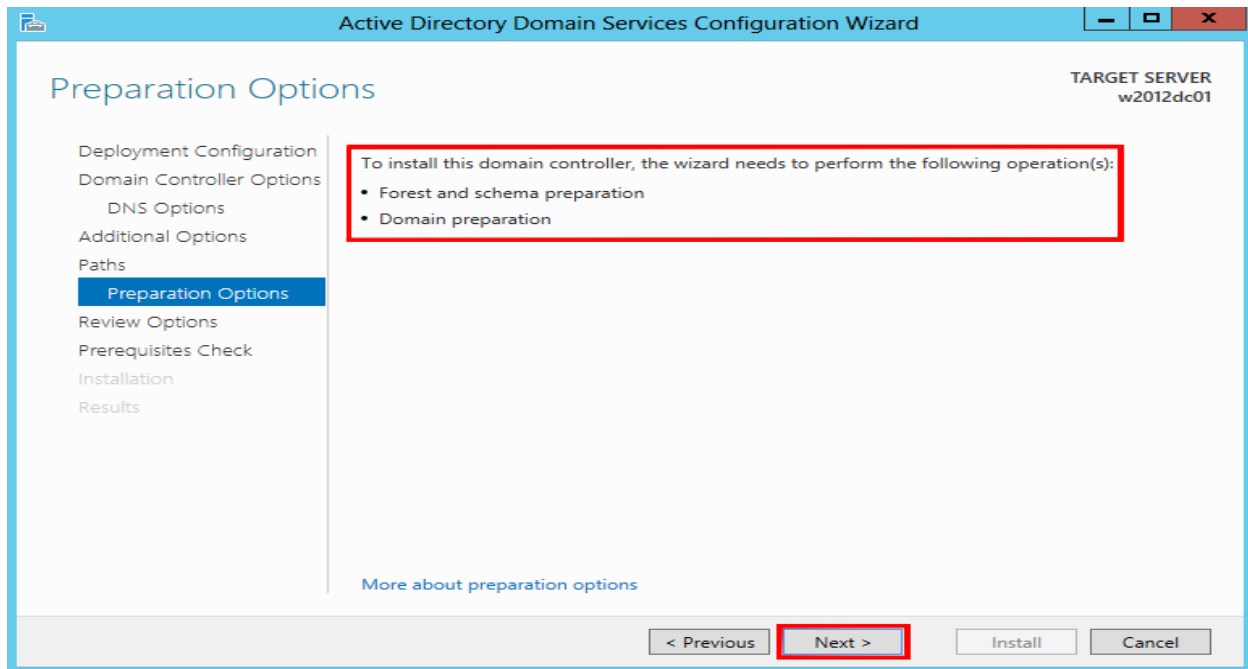 Active Directory Domain Services Configuration Wizard
Preparation Options
TARGET SERVER
w2012dc01
Deployment Configuration
Domain Controller Options
DNS Options
Additional Options
Paths
Preparation Options
Review Options
Prerequisites Check
Installation
Results
To install this domain controller, the wizard needs to perform the following operation(s):
• Forest and schema preparation
• Domain preparation
More about preparation options
< Previous Next > Install Cancel